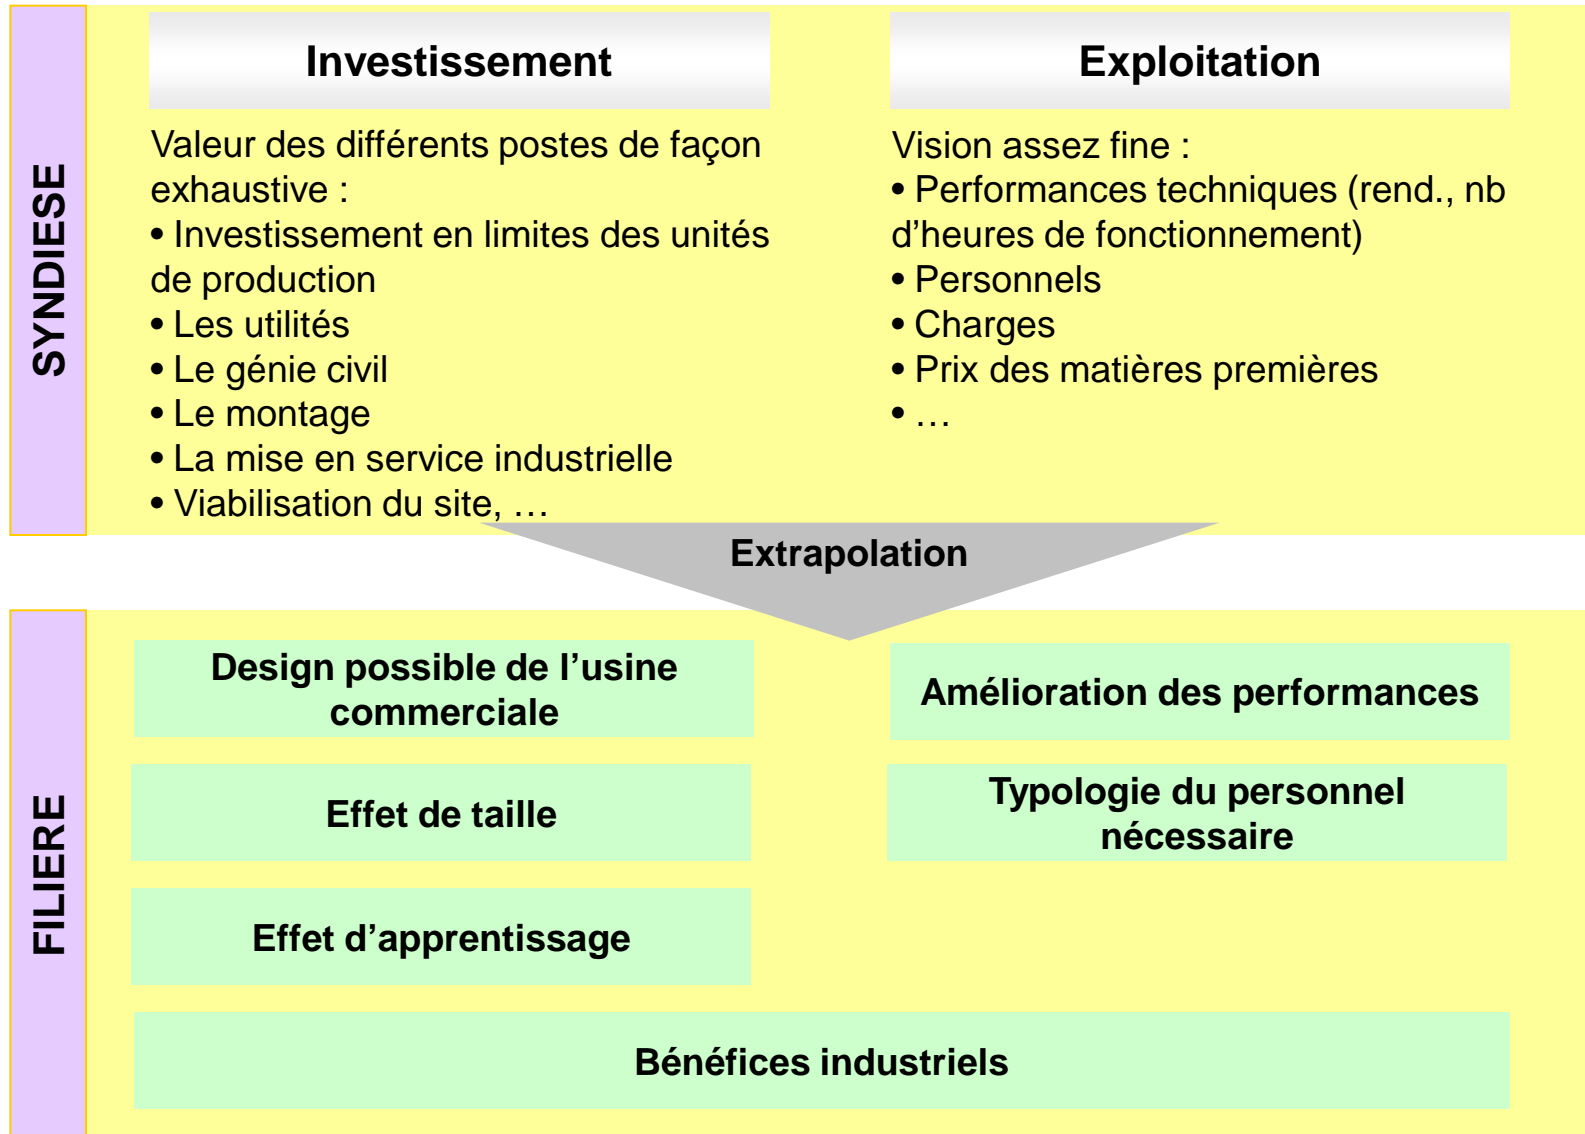 SYNDIESE
Investissement
Valeur des différents postes de façon
exhaustive :
• Investissement en limites des unités
de production
• Les utilités
• Le génie civil
• Le montage
• La mise en service industrielle
• Viabilisation du site, …
Exploitation
Vision assez fine :
• Performances techniques (rend., nb
d’heures de fonctionnement)
• Personnels
• Charges
• Prix des matières premières
• …
Extrapolation
FILIERE
Design possible de l’usine
commerciale
Effet de taille
Effet d’apprentissage
Amélioration des performances
Typologie du personnel
nécessaire
Bénéfices industriels